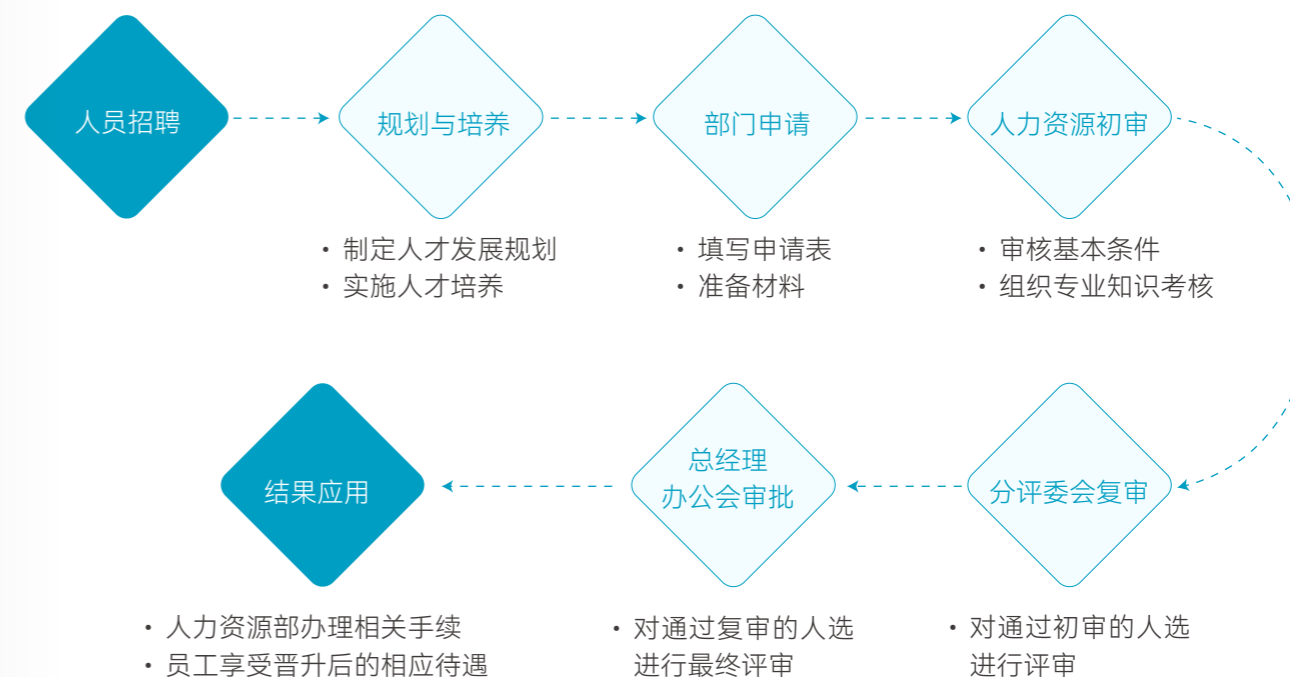 人员招聘
规划与培养
部门申请
人力资源初审
• 制定人才发展规划
• 实施人才培养
• 填写申请表
• 准备材料
• 审核基本条件
• 组织专业知识考核
结果应用
总经理
办公会审批
分评委会复审
• 人力资源部办理相关手续
• 员工享受晋升后的相应待遇
• 对通过复审的人选
进行最终评审
• 对通过初审的人选
进行评审